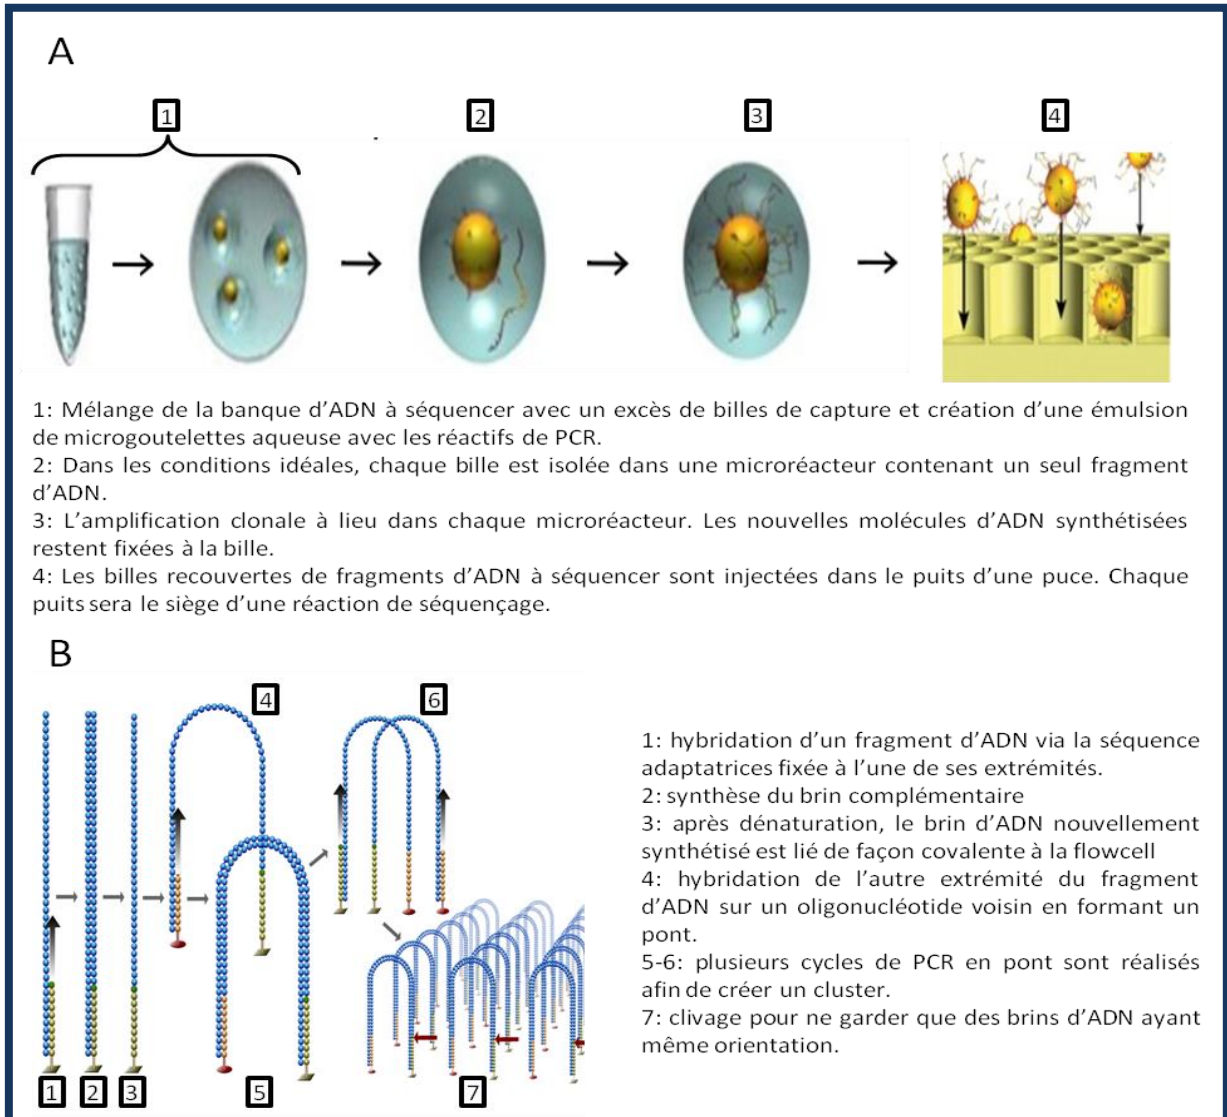 A
1
2
3
4
1: Mélange de la banque d'ADN à séquencer avec un excès de billes de capture et création d'une émulsion
de microgoutelettes aqueuse avec les réactifs de PCR.
2: Dans les conditions idéales, chaque bille est isolée dans une microréacteur contenant un seul fragment
d'ADN.
3: L'amplification clonale à lieu dans chaque microréacteur. Les nouvelles molécules d'ADN synthétisées
restent fixées à la bille.
4: Les billes recouvertes de fragments d'ADN à séquencer sont injectées dans le puits d'une puce. Chaque
puits sera le siège d'une réaction de séquençage.
B
4
6
1
2
3
5
7
1: hybridation d'un fragment d'ADN via la séquence
adaptatrices fixée à l'une de ses extrémités.
2: synthèse du brin complémentaire
3: après dénaturation, le brin d'ADN nouvellement
synthétisé est lié de façon covalente à la flowcell
4: hybridation de l'autre extrémité du fragment
d'ADN sur un oligonucléotide voisin en formant un
pont.
5-6: plusieurs cycles de PCR en pont sont réalisés
afin de créer un cluster.
7: clivage pour ne garder que des brins d'ADN ayant
même orientation.